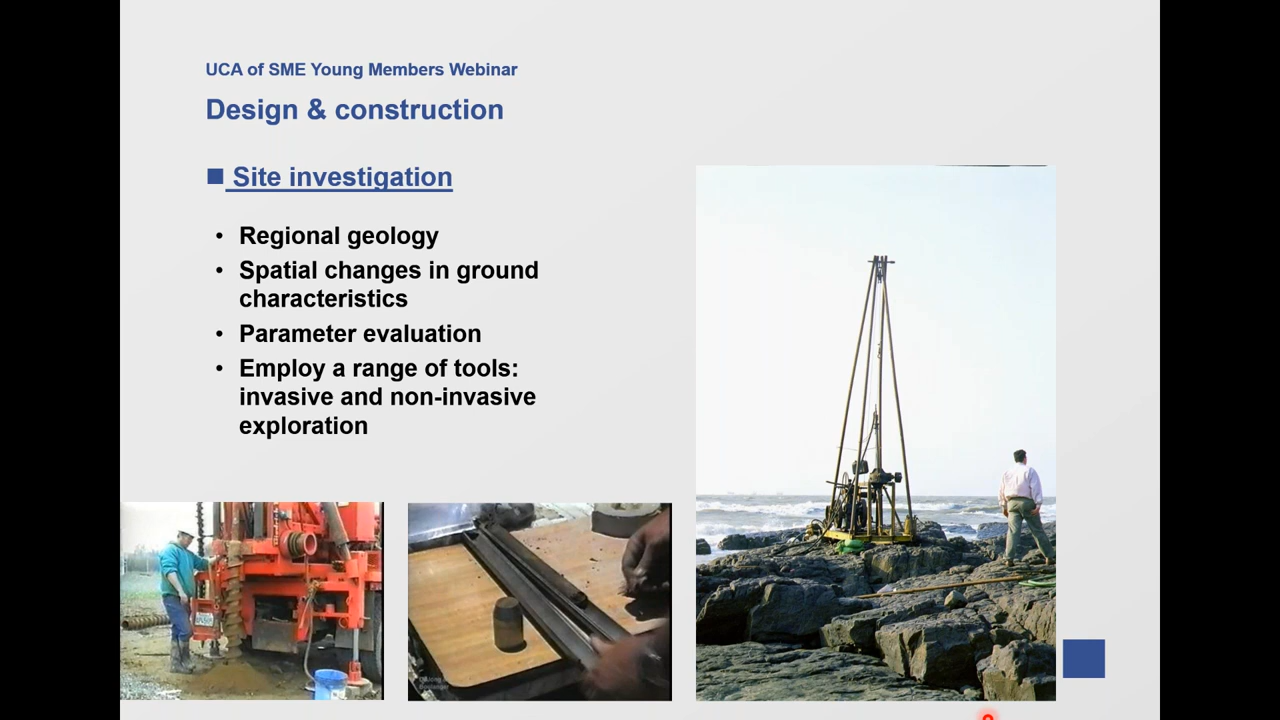 UCA of SME Young Members Webinar
Design & construction
Site investigation
• Regional geology
• Spatial changes in ground
characteristics
• Parameter evaluation
• Employ a range of tools:
invasive and non-invasive
exploration